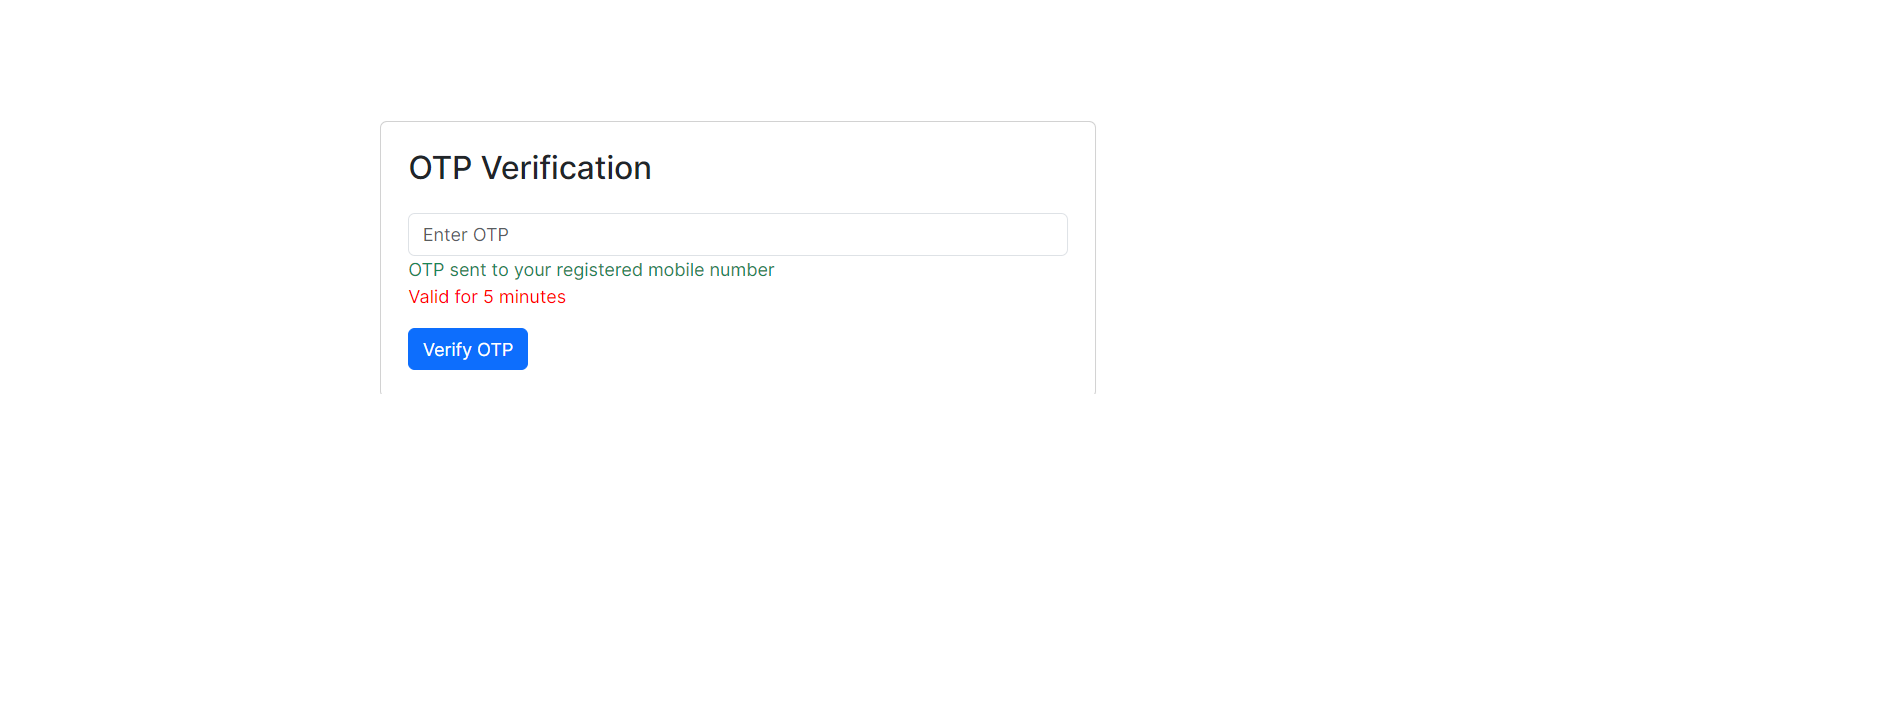 OTP Verification
Enter OTP
OTP sent to your registered mobile number
Valid for 5 minutes
Verify OTP